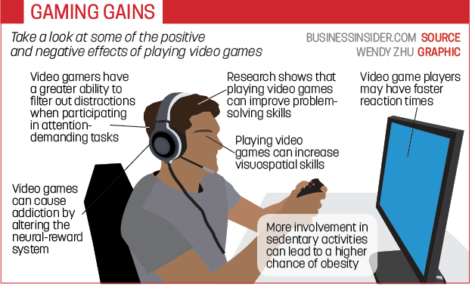 GAMING GAINS
Take a look at some of the positive
and negative effects of playing video games
BUSINESSINSIDER.COM SOURCE
WENDY ZHU GRAPHIC
Video gamers have
a greater ability to
filter out distractions
when participating
in attention-
demanding tasks
Research shows that
playing video games
can improve problem-
solving skills
Video game players
may have faster
reaction times
Playing video
games can increase
visuospatial skills
Video games
can cause
addiction by
altering the
neural-reward
system
More involvement in
sedentary activities
can lead to a higher
chance of obesity